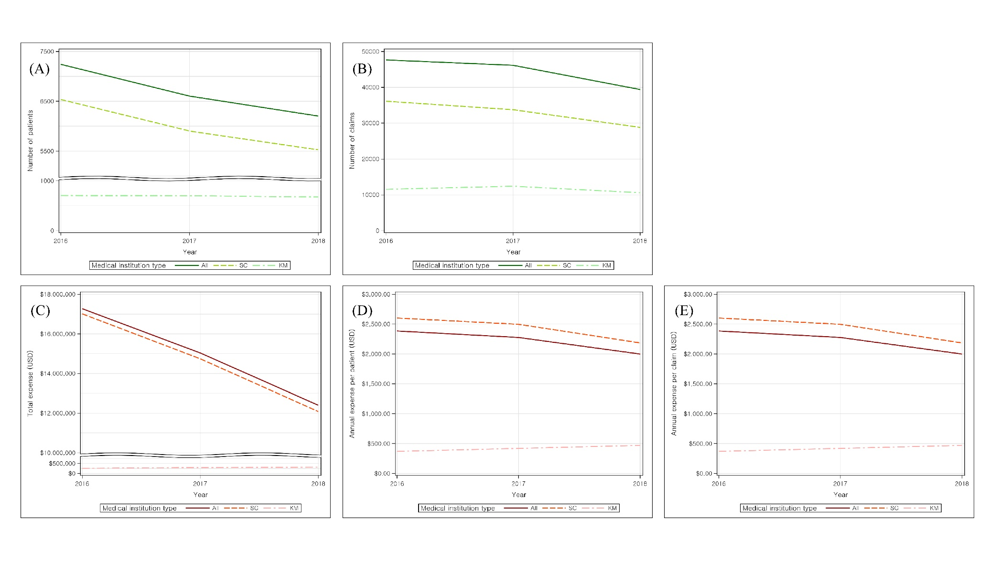 (A)
Number of patients
7500
6500
5500
1000
0
2016 2017 2018
Year
Medical institution type All SC KM
(B)
Number of claims
50000
40000
30000
20000
10000
0
2016 2017 2018
Year
Medical institution type All SC KM
(C)
Total expense (USD)
$18,000,000
$16,000,000
$14,000,000
$12,000,000
$10,000,000
$500,000
$0
2016 2017 2018
Year
Medical institution type All SC KM
(D)
Annual expense per patient (USD)
$3,000.00
$2,500.00
$2,000.00
$1,500.00
$1,000.00
$500.00
$0.00
2016 2017 2018
Year
Medical institution type All SC KM
(E)
Annual expense per claim (USD)
$3,000.00
$2,500.00
$2,000.00
$1,500.00
$1,000.00
$500.00
$0.00
2016 2017 2018
Year
Medical institution type All SC KM